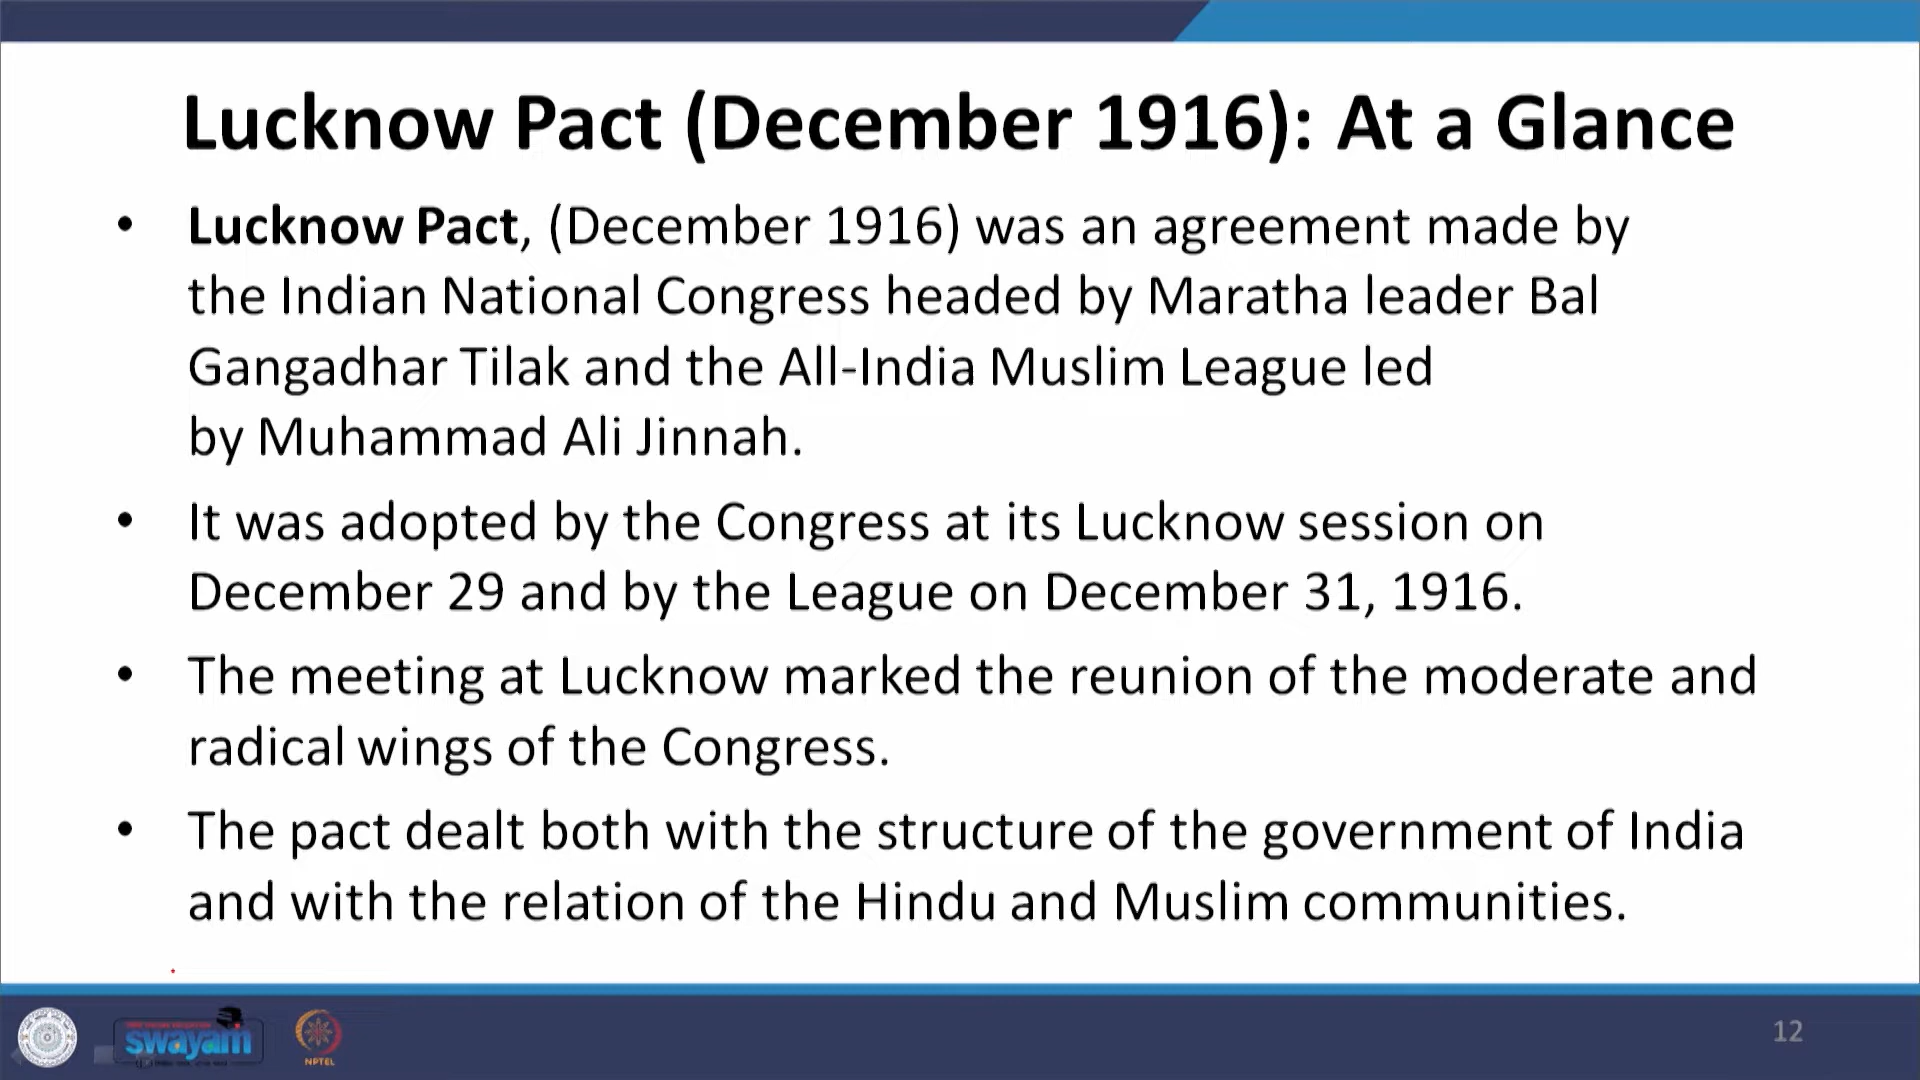 Lucknow Pact (December 1916): At a Glance
• Lucknow Pact, (December 1916) was an agreement made by
the Indian National Congress headed by Maratha leader Bal
Gangadhar Tilak and the All-India Muslim League led
by Muhammad Ali Jinnah.
• It was adopted by the Congress at its Lucknow session on
December 29 and by the League on December 31, 1916.
• The meeting at Lucknow marked the reunion of the moderate and
radical wings of the Congress.
• The pact dealt both with the structure of the government of India
and with the relation of the Hindu and Muslim communities.
swayam
NPTEL
12